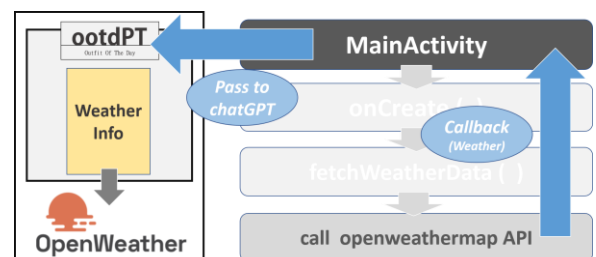 ootdPT
Outfit Of The Day
Weather
Info
OpenWeather
Pass to
chatGPT
MainActivity
onCreate ( )
Callback
(Weather)
fetchWeatherData ( )
call openweathermap API